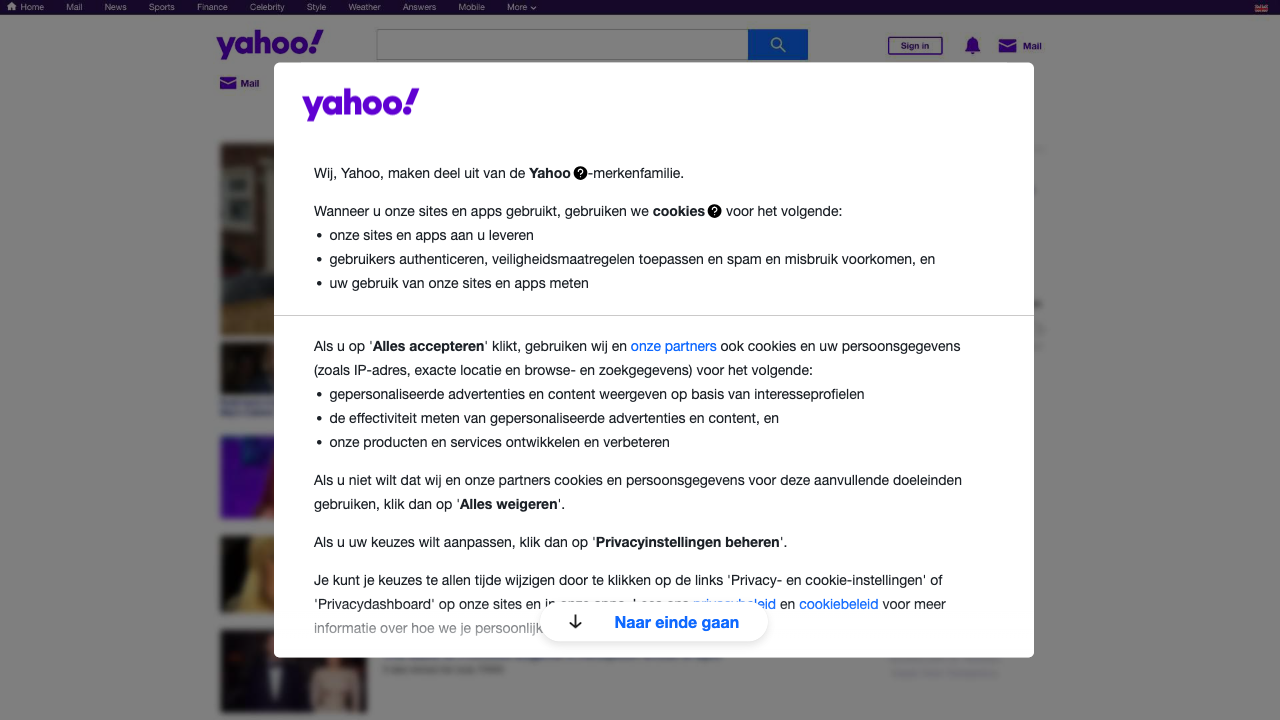 Home Mail News Sports Finance Celebrity Style Weather Answers Mobile More
yahoo!
Sign in
Mail
Mail
yahoo!
Wij, Yahoo, maken deel uit van de Yahoo -merkenfamilie.
Wanneer u onze sites en apps gebruikt, gebruiken we cookies voor het volgende:
• onze sites en apps aan u leveren
• gebruikers authenticeren, veiligheidsmaatregelen toepassen en spam en misbruik voorkomen, en
• uw gebruik van onze sites en apps meten
Als u op 'Alles accepteren' klikt, gebruiken wij en onze partners ook cookies en uw persoonsgegevens
(zoals IP-adres, exacte locatie en browse- en zoekgegevens) voor het volgende:
• gepersonaliseerde advertenties en content weergeven op basis van interesseprofielen
• de effectiviteit meten van gepersonaliseerde advertenties en content, en
• onze producten en services ontwikkelen en verbeteren
Als u niet wilt dat wij en onze partners cookies en persoonsgegevens voor deze aanvullende doeleinden
gebruiken, klik dan op 'Alles weigeren'.
Als u uw keuzes wilt aanpassen, klik dan op 'Privacyinstellingen beheren'.
Je kunt je keuzes te allen tijde wijzigen door te klikken op de links 'Privacy- en cookie-instellingen' of
'Privacydashboard' op onze sites en in onze apps. Lees ons privacybeleid en cookiebeleid voor meer
informatie over hoe we je persoonlijk
Naar einde gaan